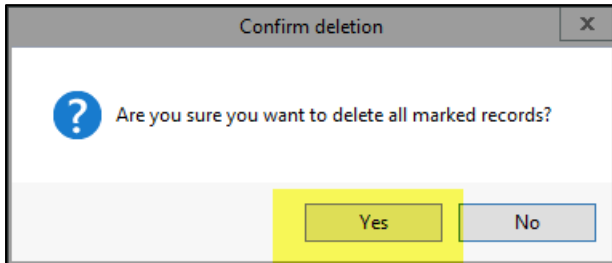 Confirm deletion
X
Are you sure you want to delete all marked records?
Yes No